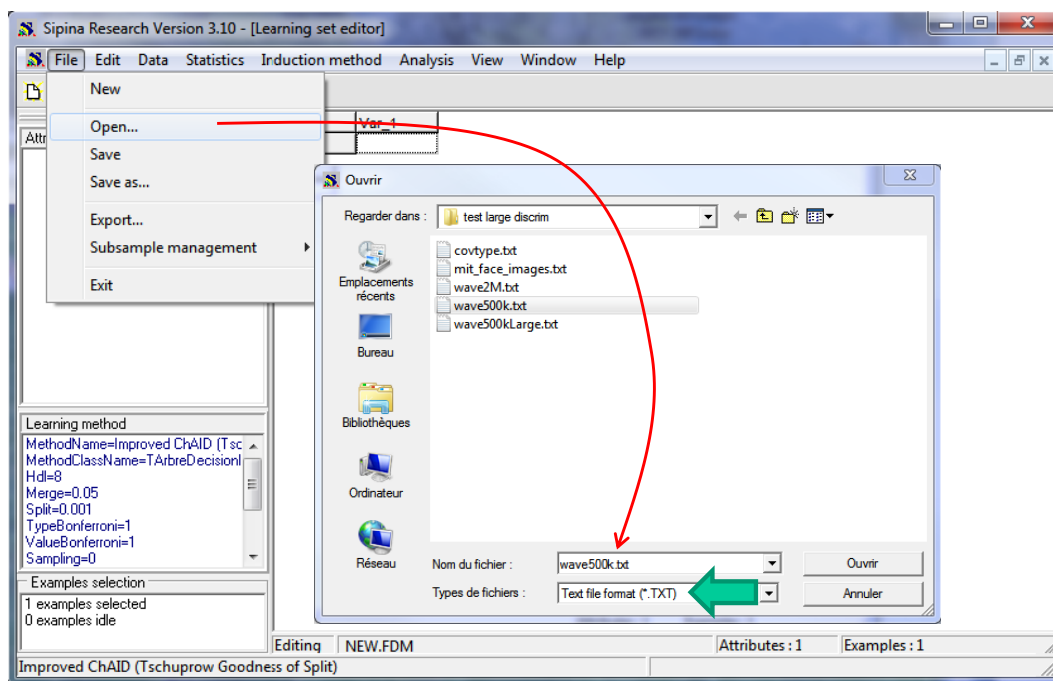 Sipina Research Version 3.10 - [Learning set editor]
File Edit Data Statistics Induction method Analysis View Window Help
New
Open...
Save
Save as...
Export...
Subsample management
Exit
Attr
Var_1
Ouvrir
Regarder dans : test large discrim
Emplacements récents
Bureau
Bibliothèques
Ordinateur
Réseau
covtype.txt
mit_face_images.txt
wave2M.txt
wave500k.txt
wave500kLarge.txt
Nom du fichier : wave500k.txt Ouvrir
Types de fichiers : Text file format (*.TXT) Annuler
Learning method
MethodName=Improved ChAID (Tsc
MethodClassName=TArbreDecisionI
Hdl=8
Merge=0.05
Split=0.001
TypeBonferroni=1
ValueBonferroni=1
Sampling=0
Examples selection
1 examples selected
0 examples idle
Editing NEW.FDM Attributes : 1 Examples : 1
Improved ChAID (Tschuprow Goodness of Split)